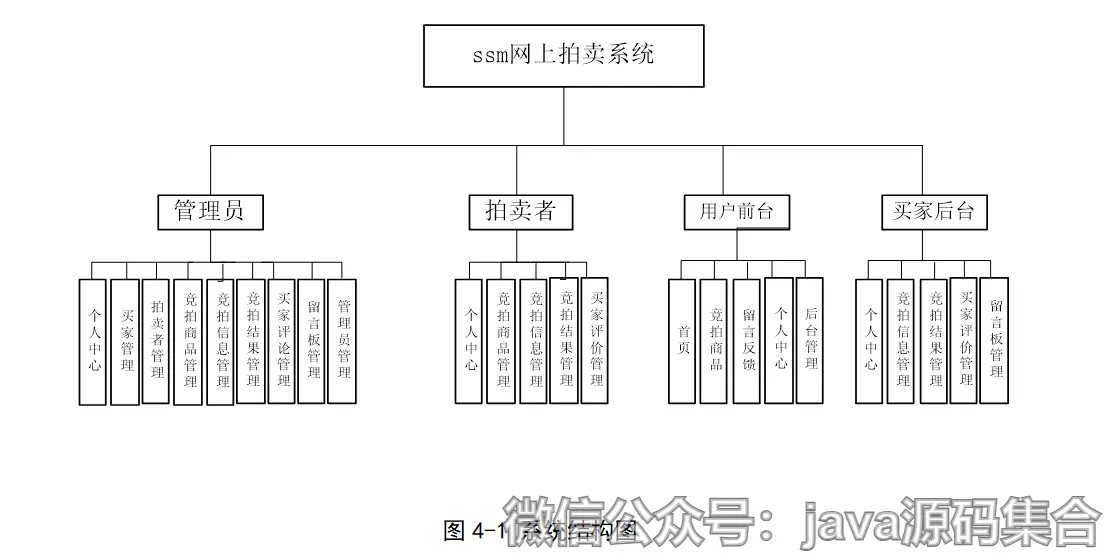 ssm网上拍卖系统
管理员
拍卖者
用户前台
买家后台
个人中心
买家管理
拍卖者管理
竞拍商品管理
竞拍信息管理
竞拍结果管理
买家评论管理
留言板管理
管理员管理
个人中心
竞拍商品管理
竞拍信息管理
竞拍结果管理
买家评价管理
首页
竞拍商品
留言反馈
个人中心
后台管理
个人中心
竞拍信息管理
竞拍结果管理
买家评价管理
留言板管理
图 4-1 系统结构图
微信公众号：java源码集合